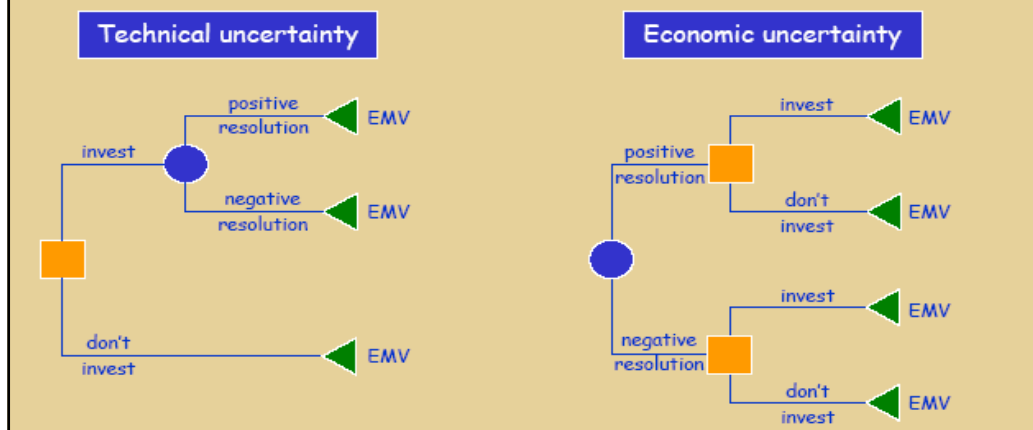 Technical uncertainty
positive
resolution
EMV
invest
negative
resolution
EMV
don't
invest
EMV
Economic uncertainty
invest
EMV
positive
resolution
don't
invest
EMV
invest
EMV
negative
resolution
don't
invest
EMV